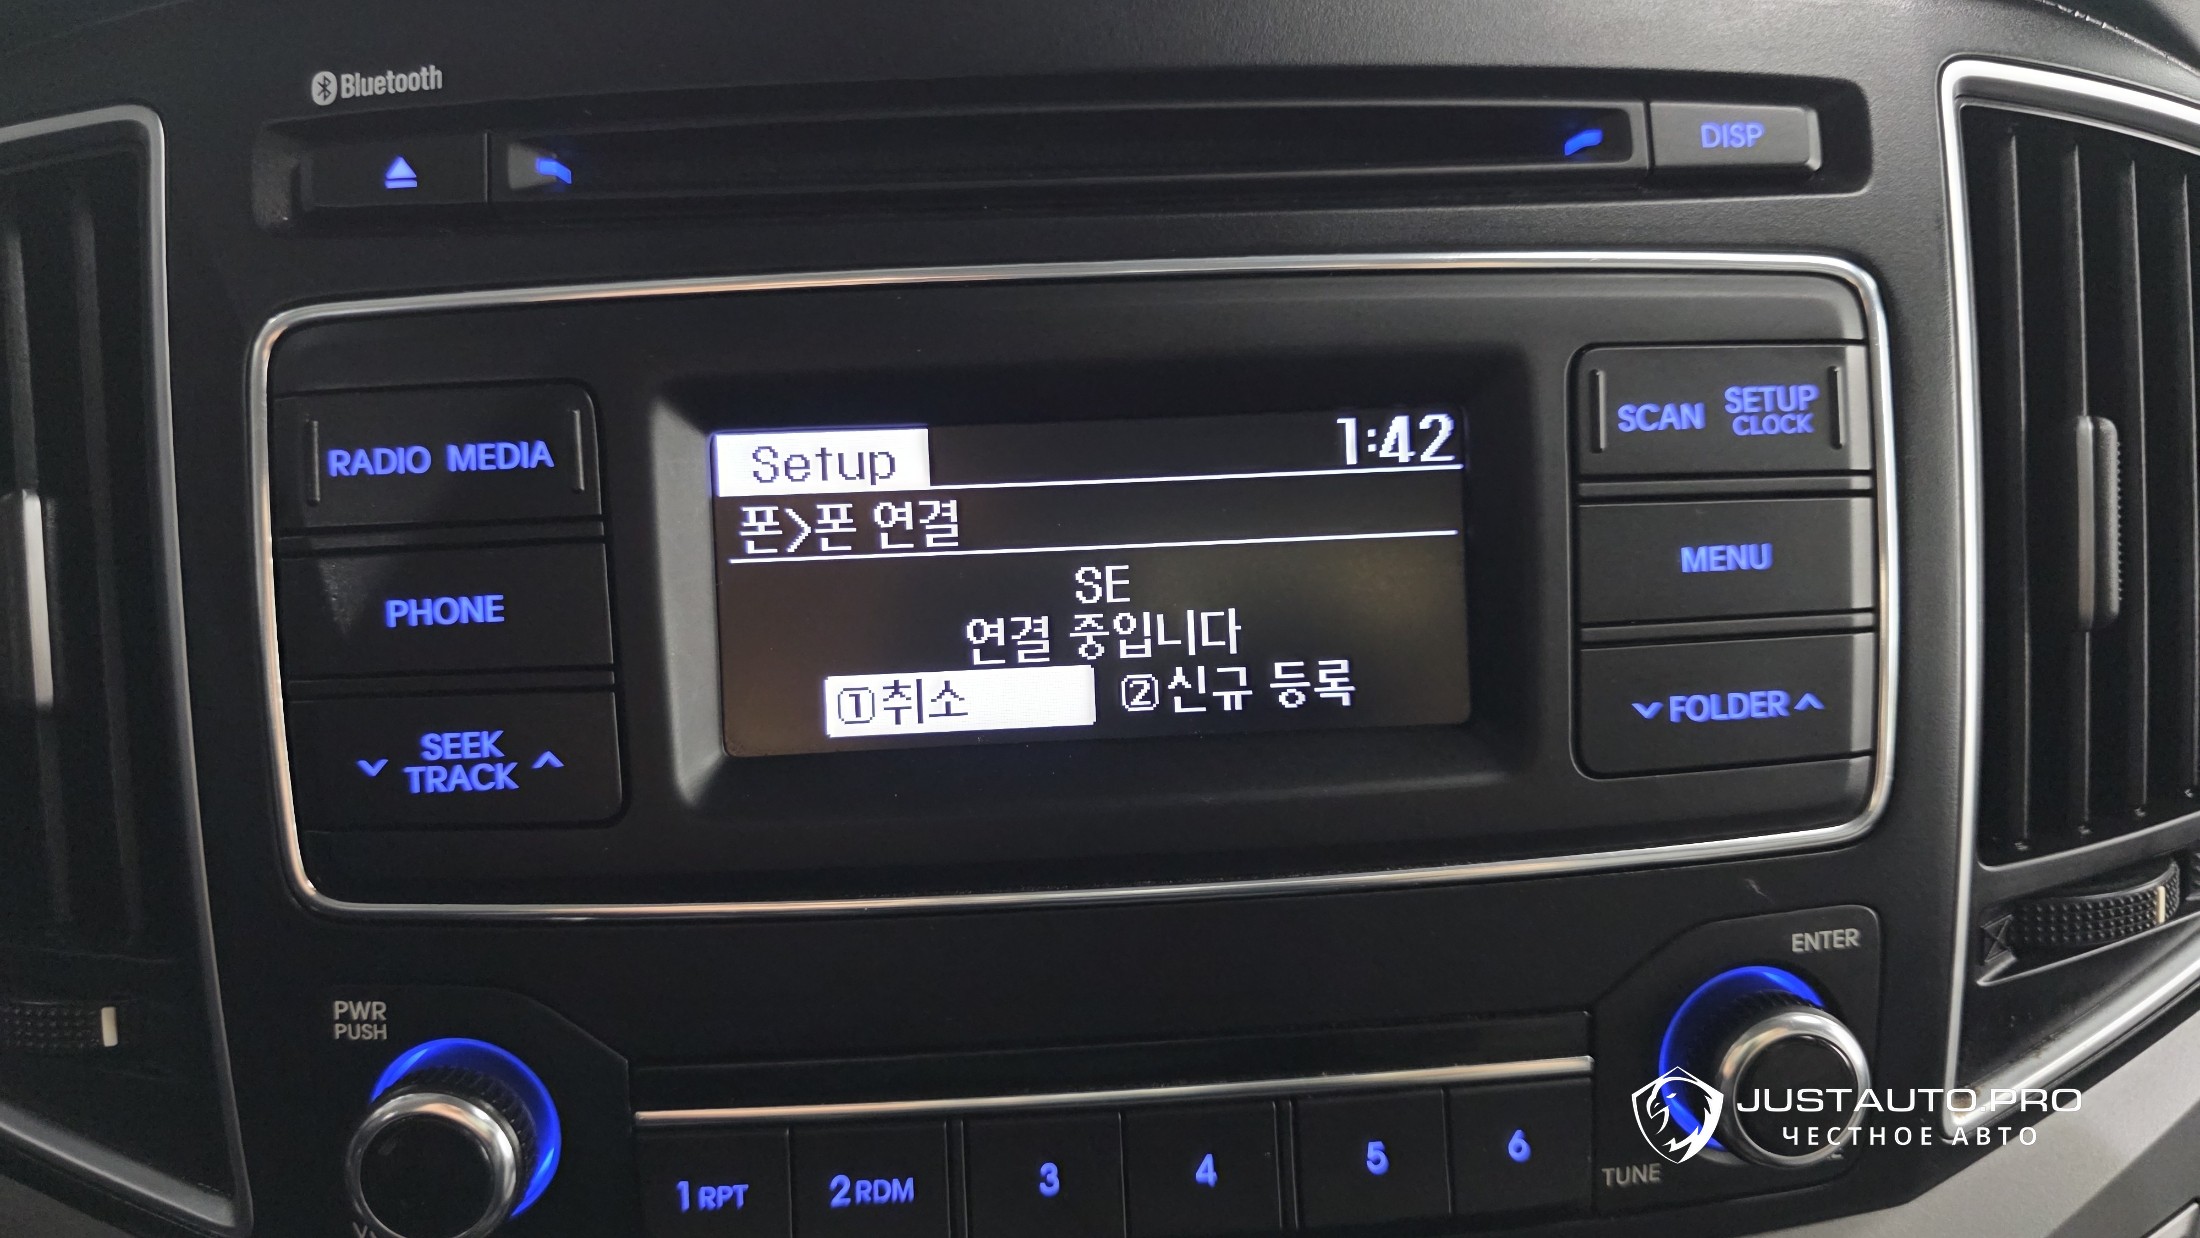 Bluetooth
DISP
RADIO MEDIA
PHONE
SEEK
TRACK
Setup 1:42
폰>폰 연결
SE
연결 중입니다
①취소 ②신규 등록
SCAN SETUP
CLOCK
MENU
FOLDER
PWR
PUSH
ENTER
TUNE
1 RPT 2 RDM 3 4 5 6
JUSTAUTO.PRO
ЧЕСТНОЕ АВТО